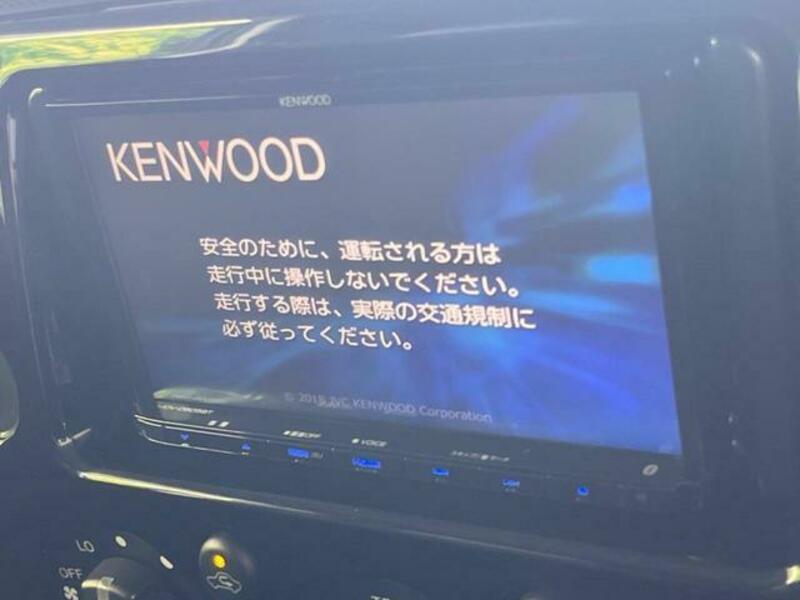 KENWOOD
KENWOOD
安全のために、運転される方は
走行中に操作しないでください。
走行する際は、実際の交通規制に
必ず従ってください。
© 2018 JVC KENWOOD Corporation
VOICE
LO
OFF